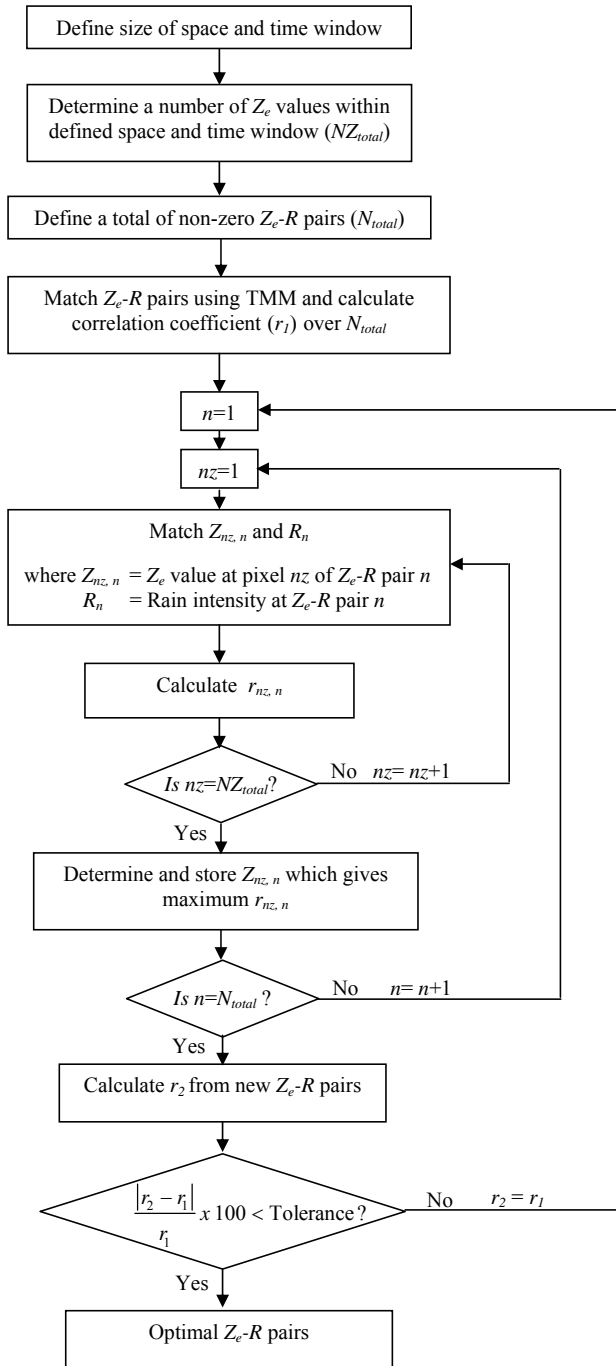 Define size of space and time window
Determine a number of Ze values within
defined space and time window (NZtotal)
Define a total of non-zero Ze-R pairs (Ntotal)
Match Ze-R pairs using TMM and calculate
correlation coefficient (r1) over Ntotal
n=1
nz=1
Match Znz, n and Rn
where Znz, n = Ze value at pixel nz of Ze-R pair n
Rn = Rain intensity at Ze-R pair n
Calculate rnz, n
Is nz=NZtotal?
No nz= nz+1
Yes
Determine and store Znz, n which gives
maximum rnz, n
Is n=Ntotal ?
No n= n+1
Yes
Calculate r2 from new Ze-R pairs
|r2 − r1| / r1 x 100 < Tolerance ?
No r2 = r1
Yes
Optimal Ze-R pairs